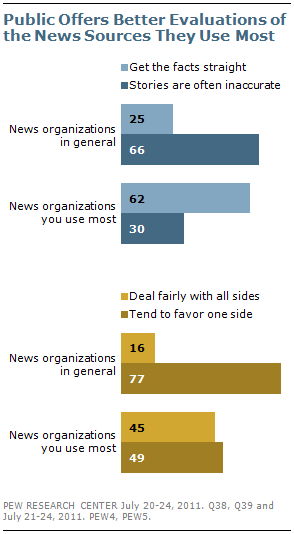 Public Offers Better Evaluations of
the News Sources They Use Most
Get the facts straight
Stories are often inaccurate
News organizations
in general
25
66
News organizations
you use most
62
30
Deal fairly with all sides
Tend to favor one side
News organizations
in general
16
77
News organizations
you use most
45
49
PEW RESEARCH CENTER July 20-24, 2011. Q38, Q39 and
July 21-24, 2011. PEW4, PEW5.